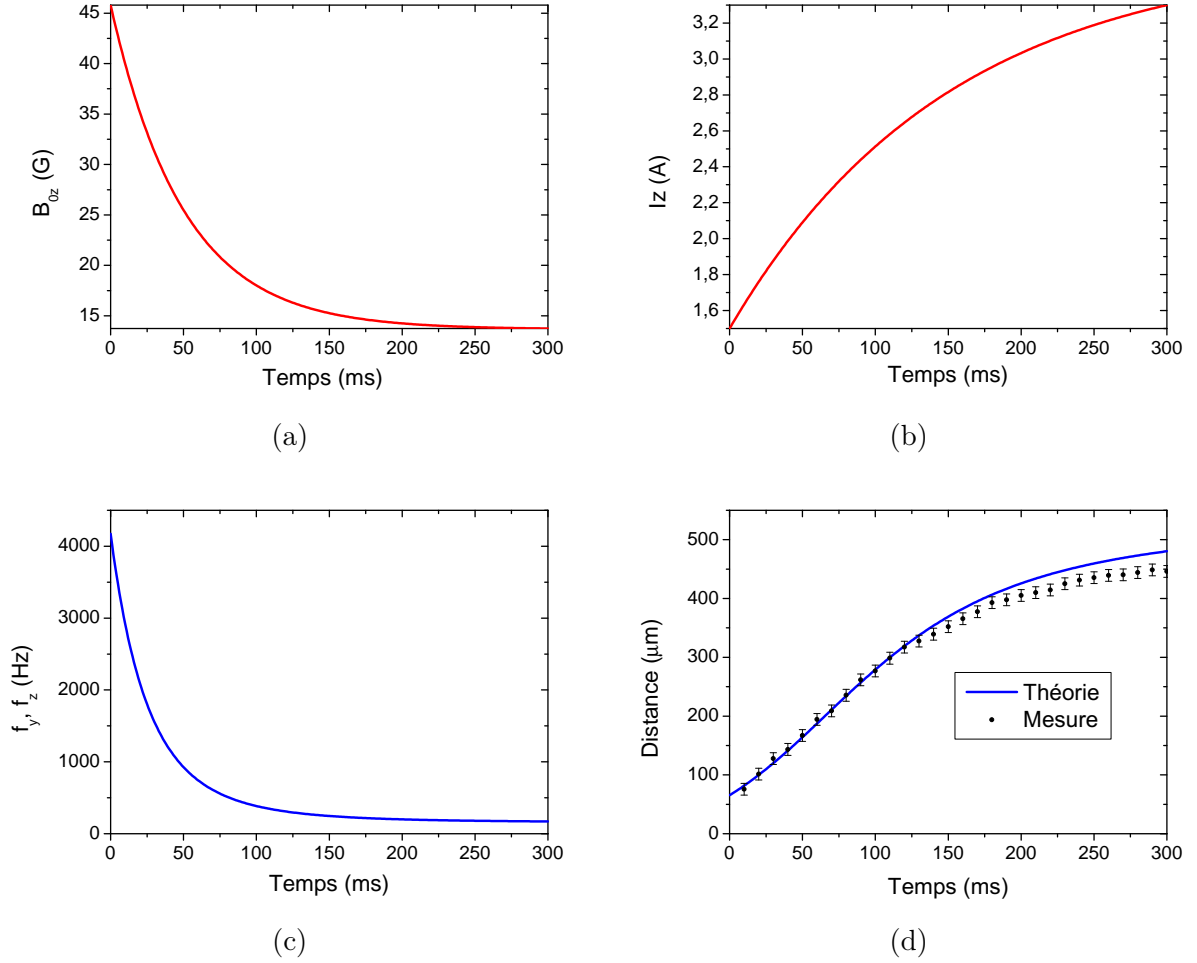 45
40
35
30
25
20
15
B0z (G)
0 50 100 150 200 250 300
Temps (ms)
(a)
3,2
3,0
2,8
2,6
2,4
2,2
2,0
1,8
1,6
Iz (A)
0 50 100 150 200 250 300
Temps (ms)
(b)
4000
3000
2000
1000
0
fy, fz (Hz)
0 50 100 150 200 250 300
Temps (ms)
(c)
500
400
300
200
100
0
Distance (μm)
Théorie
Mesure
0 50 100 150 200 250 300
Temps (ms)
(d)